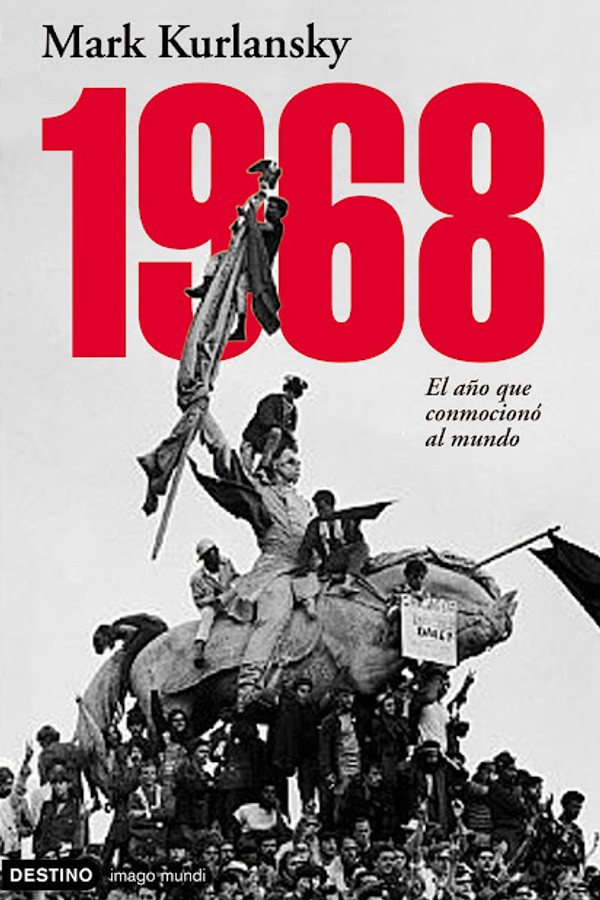 Mark Kurlansky
1968
El año que
conmocionó
al mundo
DESTINO imago mundi